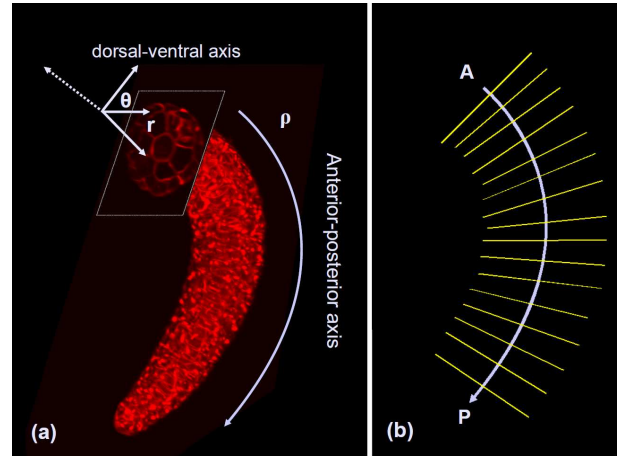 dorsal-ventral axis
θ
r
ρ
Anterior-posterior axis
(a)
A
P
(b)